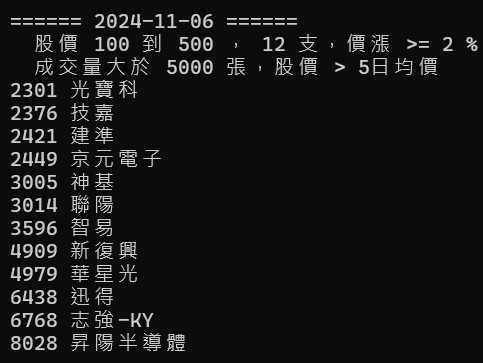 ====== 2024-11-06 ======
股價 100 到 500 , 12 支,價漲 >= 2 %
成交量大於 5000 張,股價 > 5日均價
2301 光寶科
2376 技嘉
2421 建準
2449 京元電子
3005 神基
3014 聯陽
3596 智易
4909 新復興
4979 華星光
6438 迅得
6768 志強-KY
8028 昇陽半導體